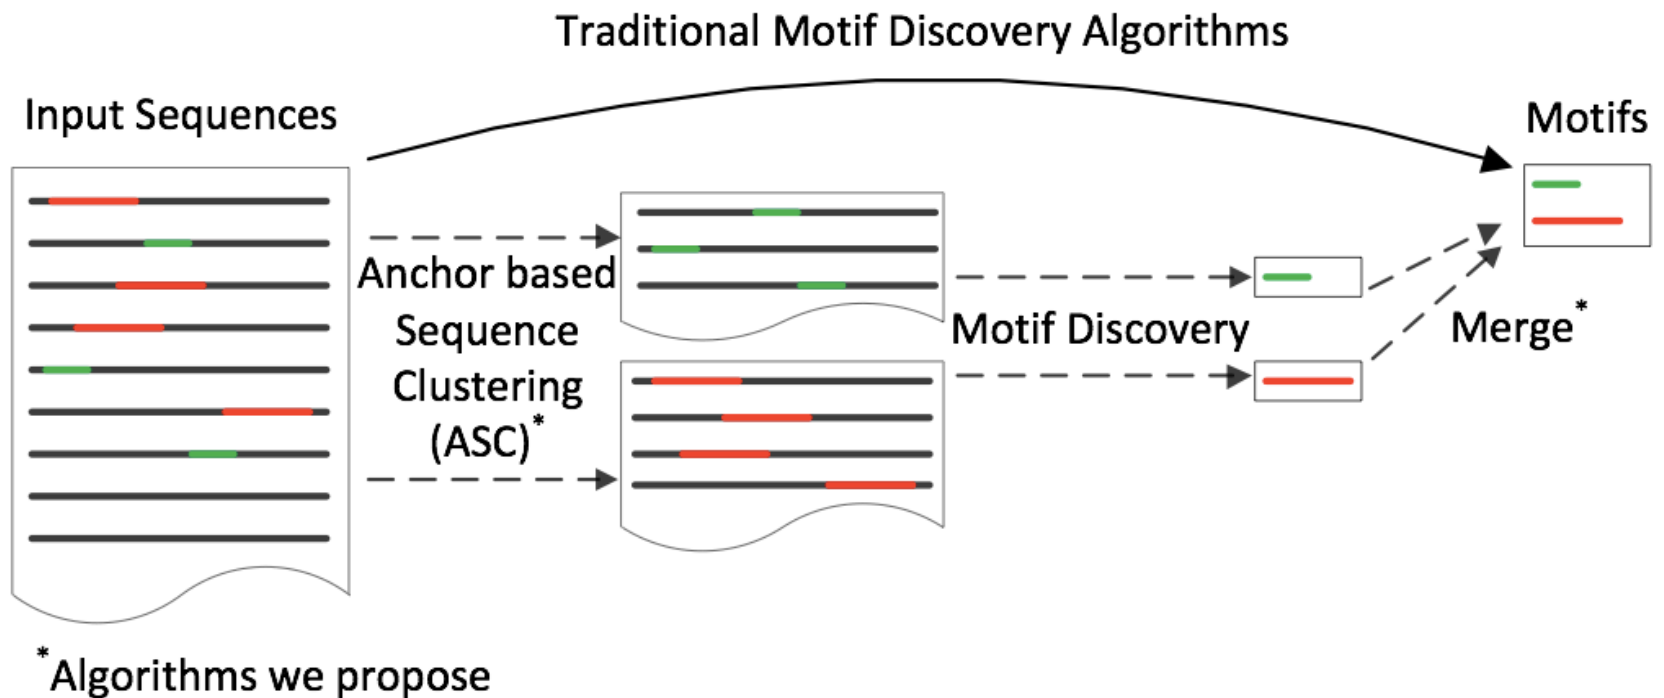 Traditional Motif Discovery Algorithms
Input Sequences
Motifs
Anchor based
Sequence
Clustering
(ASC)*
Motif Discovery
Merge*
*Algorithms we propose